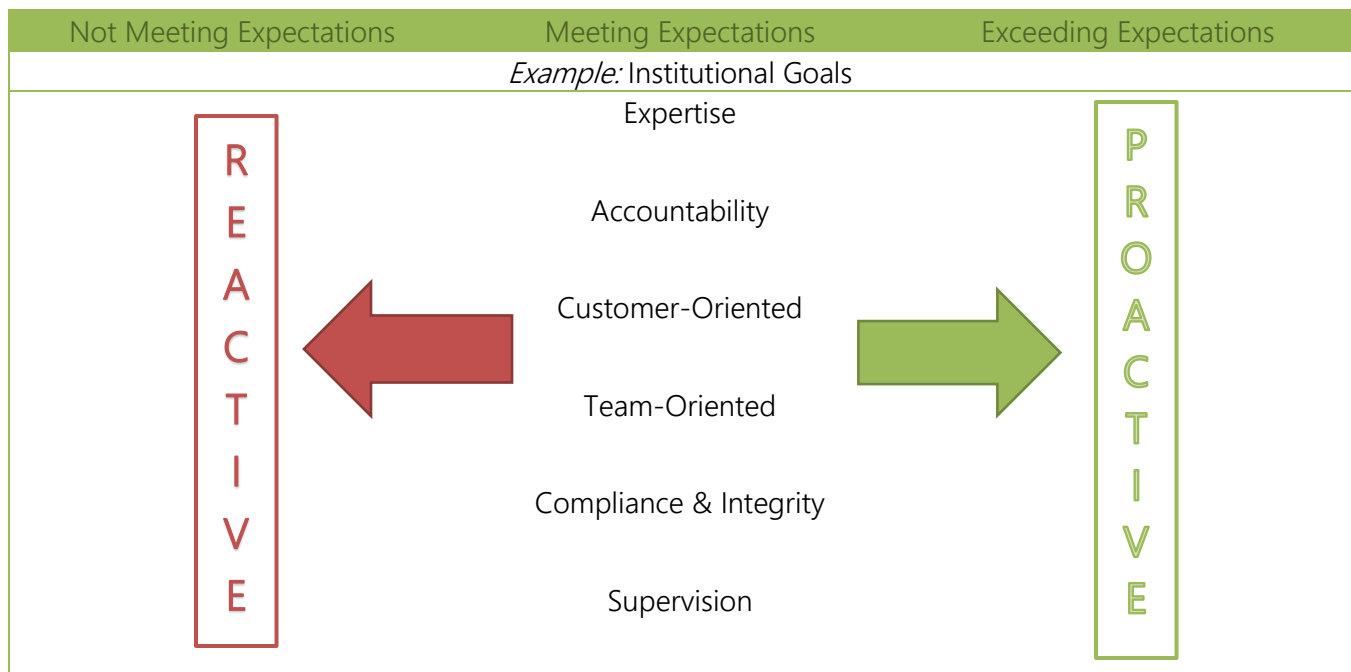 Not Meeting Expectations Meeting Expectations Exceeding Expectations
Example: Institutional Goals
Expertise
Accountability
Customer-Oriented
Team-Oriented
Compliance & Integrity
Supervision
R
E
A
C
T
I
V
E
P
R
O
A
C
T
I
V
E